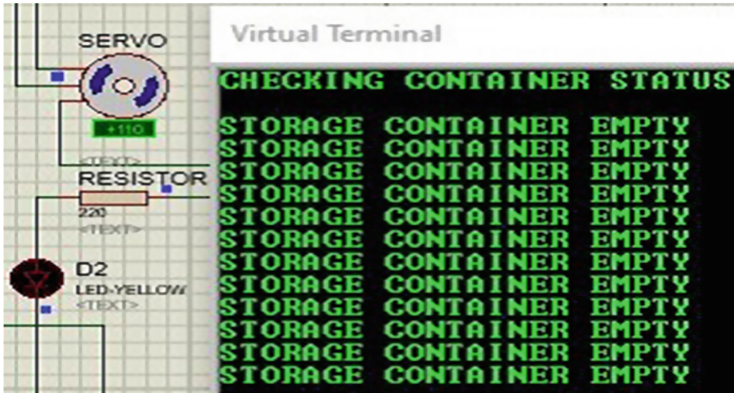 SERVO
+110
<TEXT>
RESISTOR
220
<TEXT>
D2
LED-YELLOW
<TEXT>
Virtual Terminal
CHECKING CONTAINER STATUS
STORAGE CONTAINER EMPTY
STORAGE CONTAINER EMPTY
STORAGE CONTAINER EMPTY
STORAGE CONTAINER EMPTY
STORAGE CONTAINER EMPTY
STORAGE CONTAINER EMPTY
STORAGE CONTAINER EMPTY
STORAGE CONTAINER EMPTY
STORAGE CONTAINER EMPTY
STORAGE CONTAINER EMPTY
STORAGE CONTAINER EMPTY
STORAGE CONTAINER EMPTY